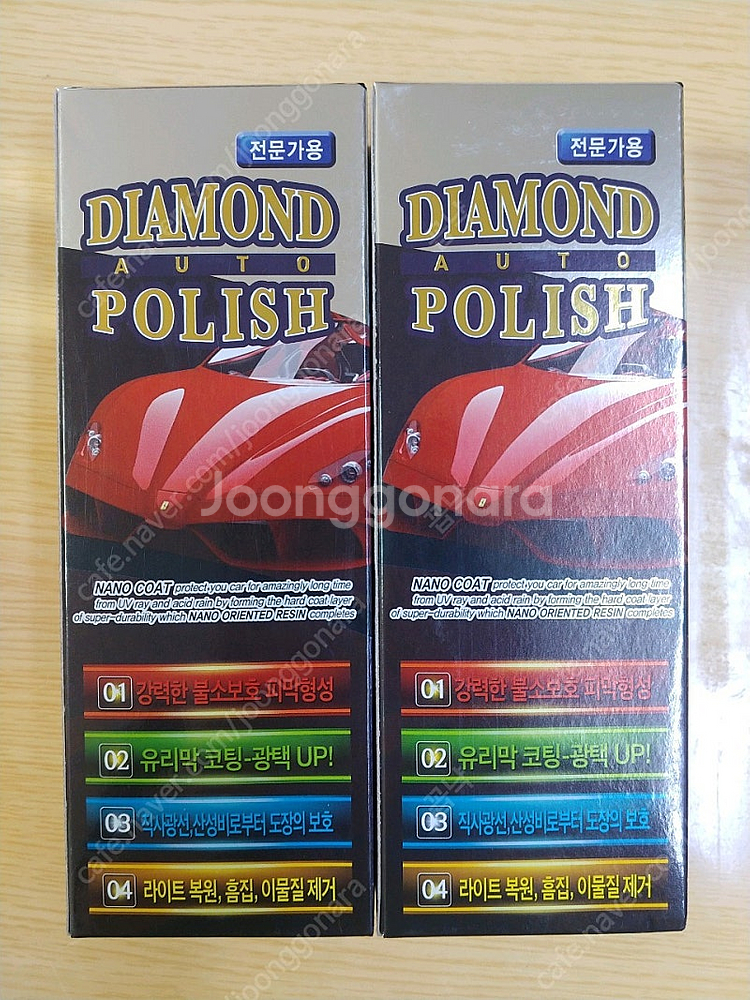 전문가용
DIAMOND
AUTO
POLISH
NANO COAT protect you car for amazingly long time
from UV ray and acid rain by forming the hard coat layer
of super-durability which NANO ORIENTED RESIN completes
01 강력한 불소보호 피막형성
02 유리막 코팅-광택 UP!
03 직사광선,산성비로부터 도장의 보호
04 라이트 복원, 흠집, 이물질 제거
전문가용
DIAMOND
AUTO
POLISH
NANO COAT protect you car for amazingly long time
from UV ray and acid rain by forming the hard coat layer
of super-durability which NANO ORIENTED RESIN completes
01 강력한 불소보호 피막형성
02 유리막 코팅-광택 UP!
03 직사광선,산성비로부터 도장의 보호
04 라이트 복원, 흠집, 이물질 제거
Joonggonara
cafe.naver.com/joonggonara